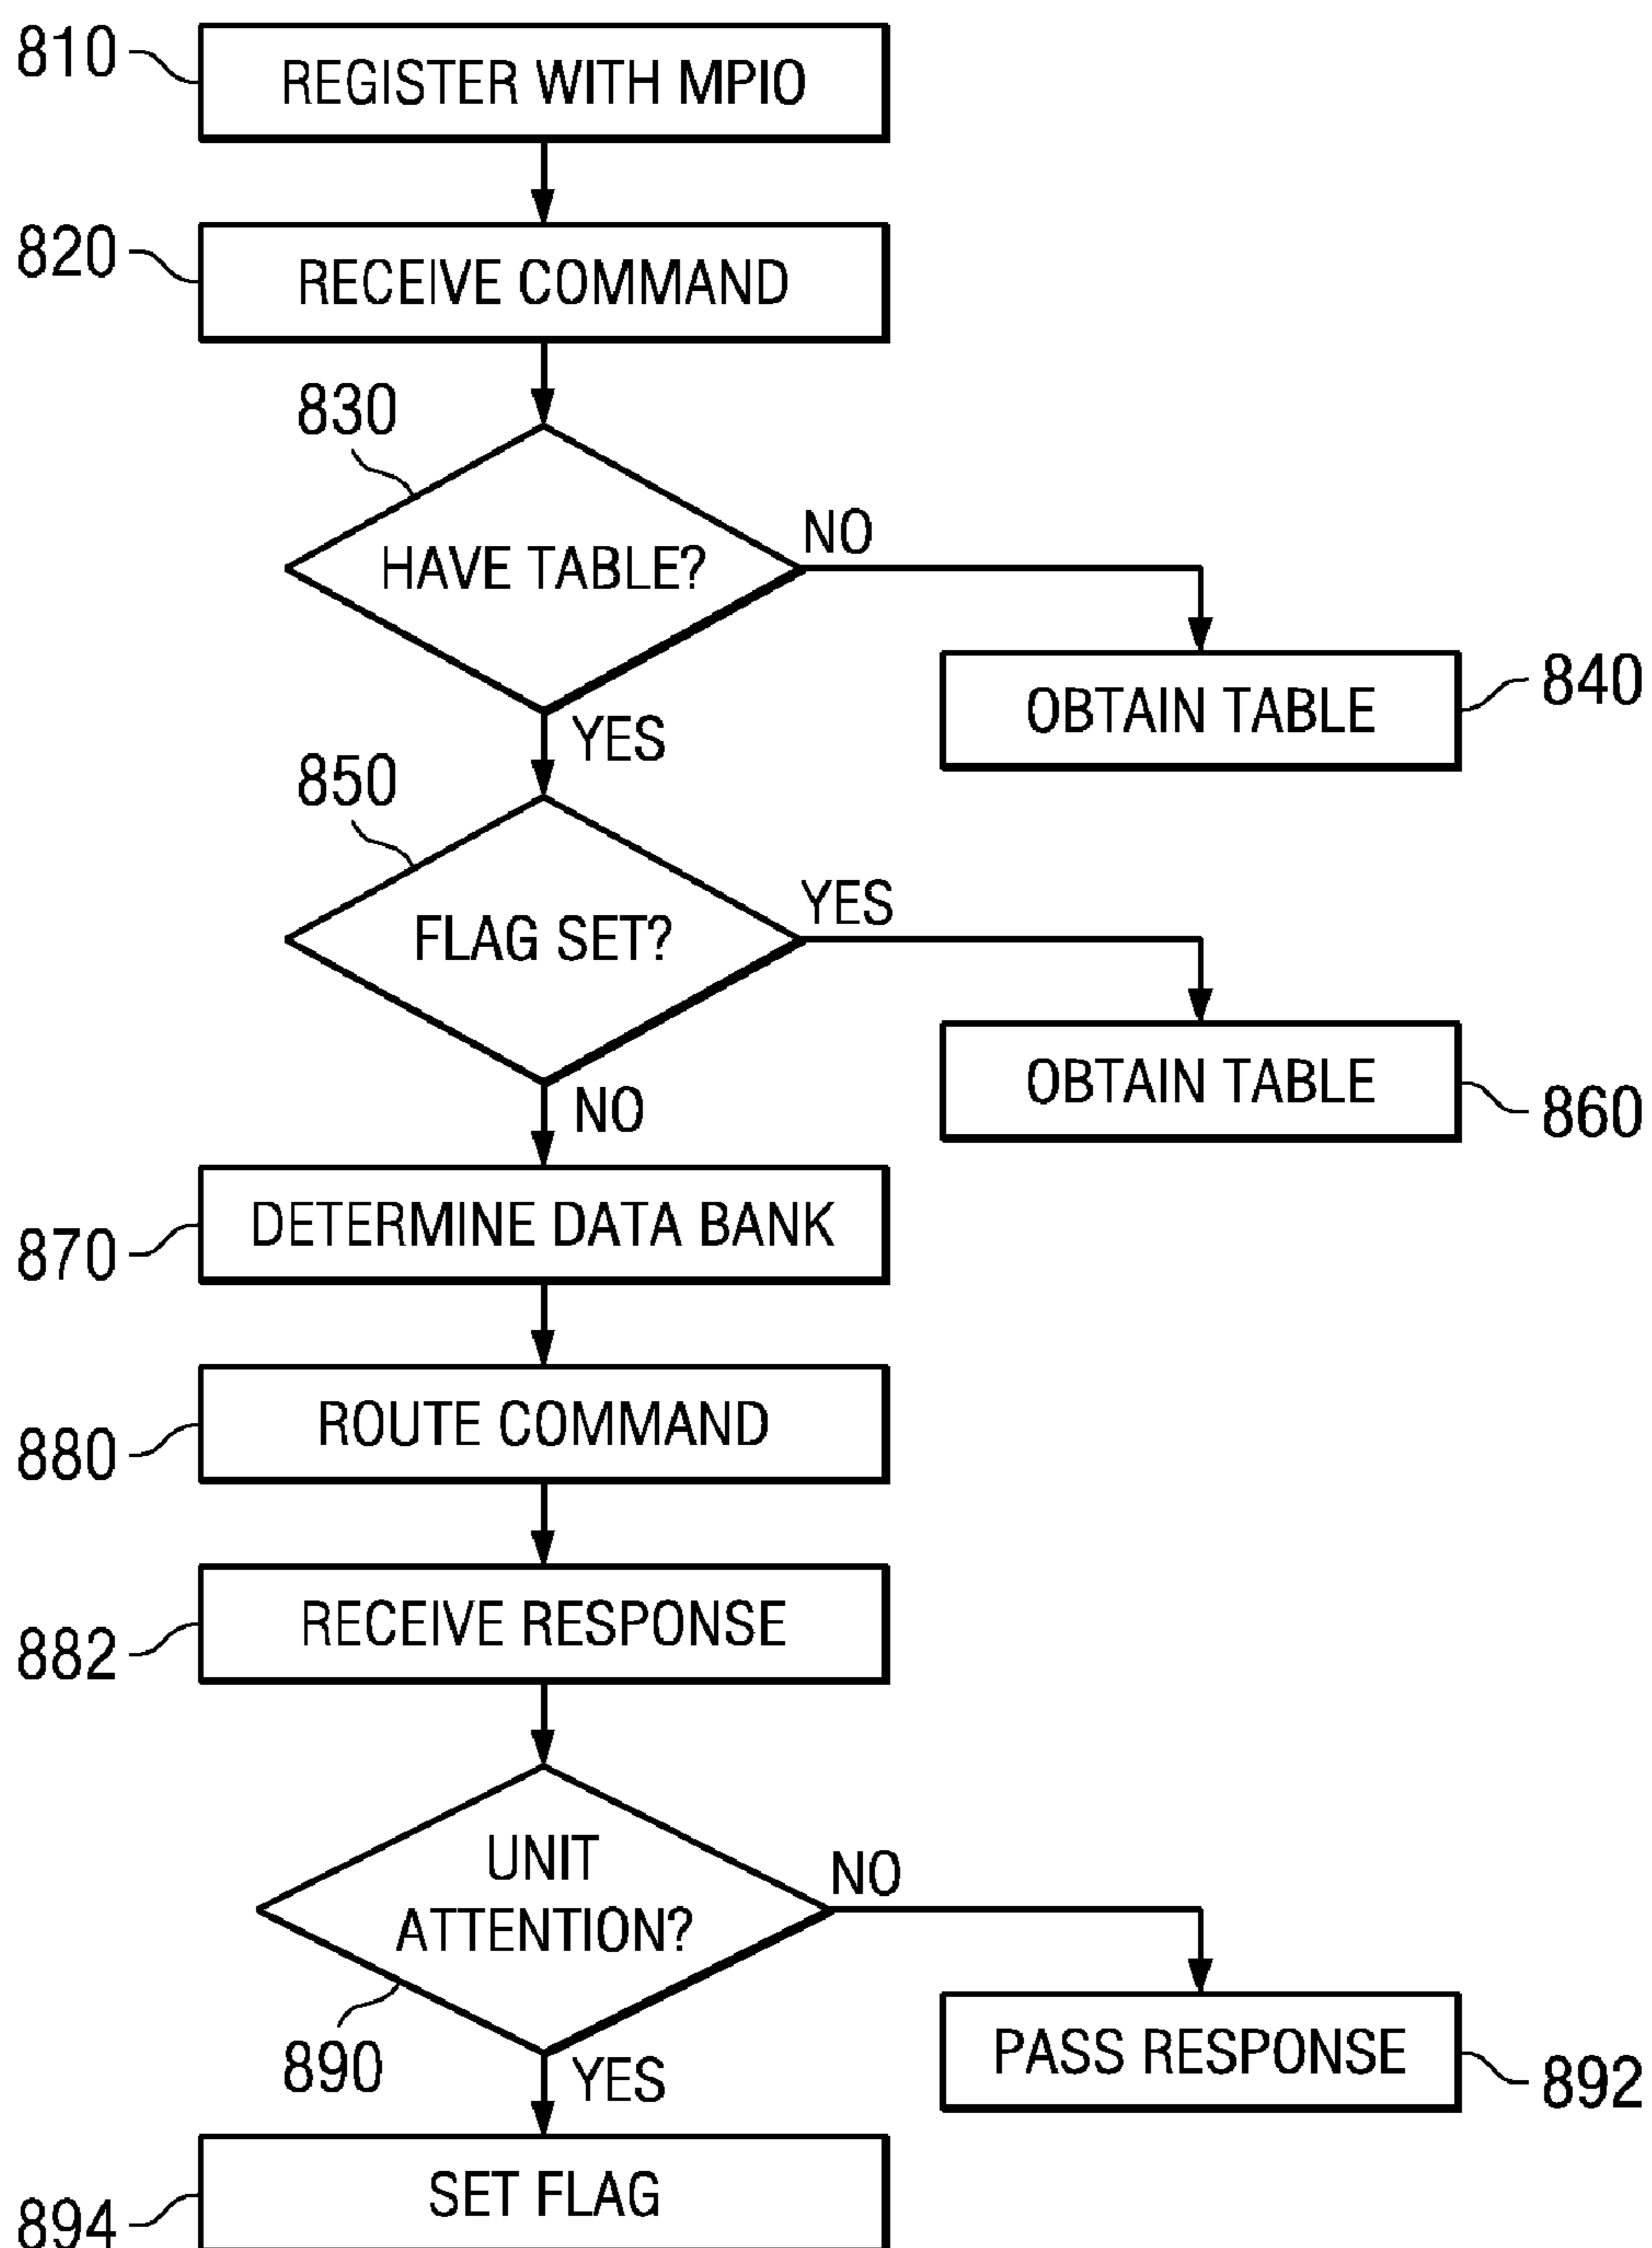 810
REGISTER WITH MPIO
820
RECEIVE COMMAND
830
HAVE TABLE?
NO
840
OBTAIN TABLE
YES
850
FLAG SET?
YES
860
OBTAIN TABLE
NO
870
DETERMINE DATA BANK
880
ROUTE COMMAND
882
RECEIVE RESPONSE
UNIT
ATTENTION?
NO
890
PASS RESPONSE
892
YES
894
SET FLAG